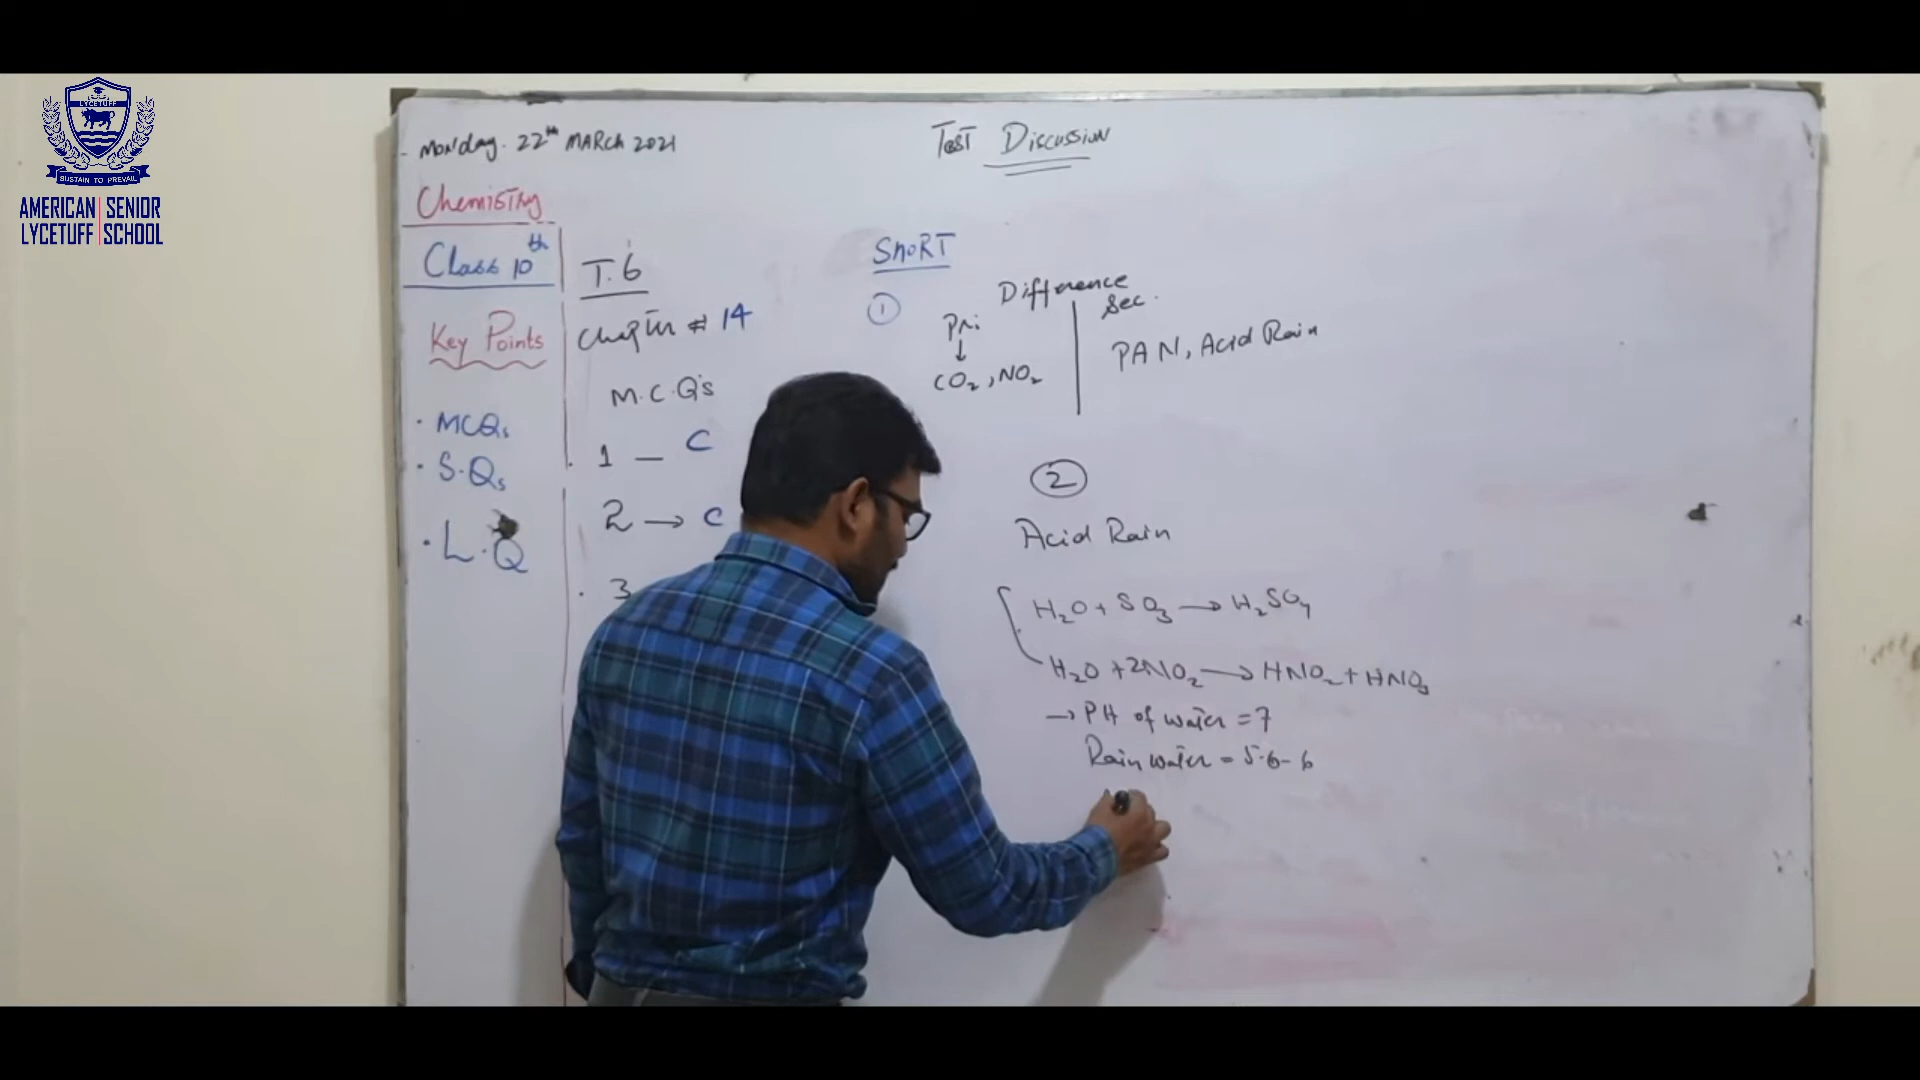 LYCETUFF
SUSTAIN TO PREVAIL
AMERICAN SENIOR
LYCETUFF SCHOOL
Monday. 22th MARCh 2021
Test Discussion
Chemistry
Class 10th
Key Points
• MCQs
• S.Qs
• L.Q
T.6
Chapter # 14
M.C.Q's
1 — C
2 → C
3
SHORT
1
Difference
Pri
Sec.
↓
CO₂, NO₂
PAN, Acid Rain
2
Acid Rain
H₂O + SO₃ → H₂SO₄
H₂O + 2NO₂ → HNO₂ + HNO₃
→ PH of water = 7
Rain water = 5.6 - 6